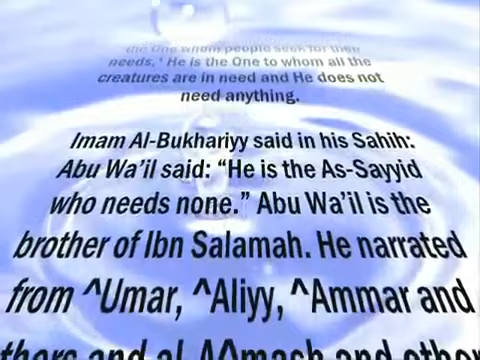 the One whom people seek for their
needs, ' He is the One to whom all the
creatures are in need and He does not
need anything.
Imam Al-Bukhariyy said in his Sahih:
Abu Wa'il said: “He is the As-Sayyid
who needs none.” Abu Wa'il is the
brother of Ibn Salamah. He narrated
from ^Umar, ^Aliyy, ^Ammar and
thers and al-A^mash and other